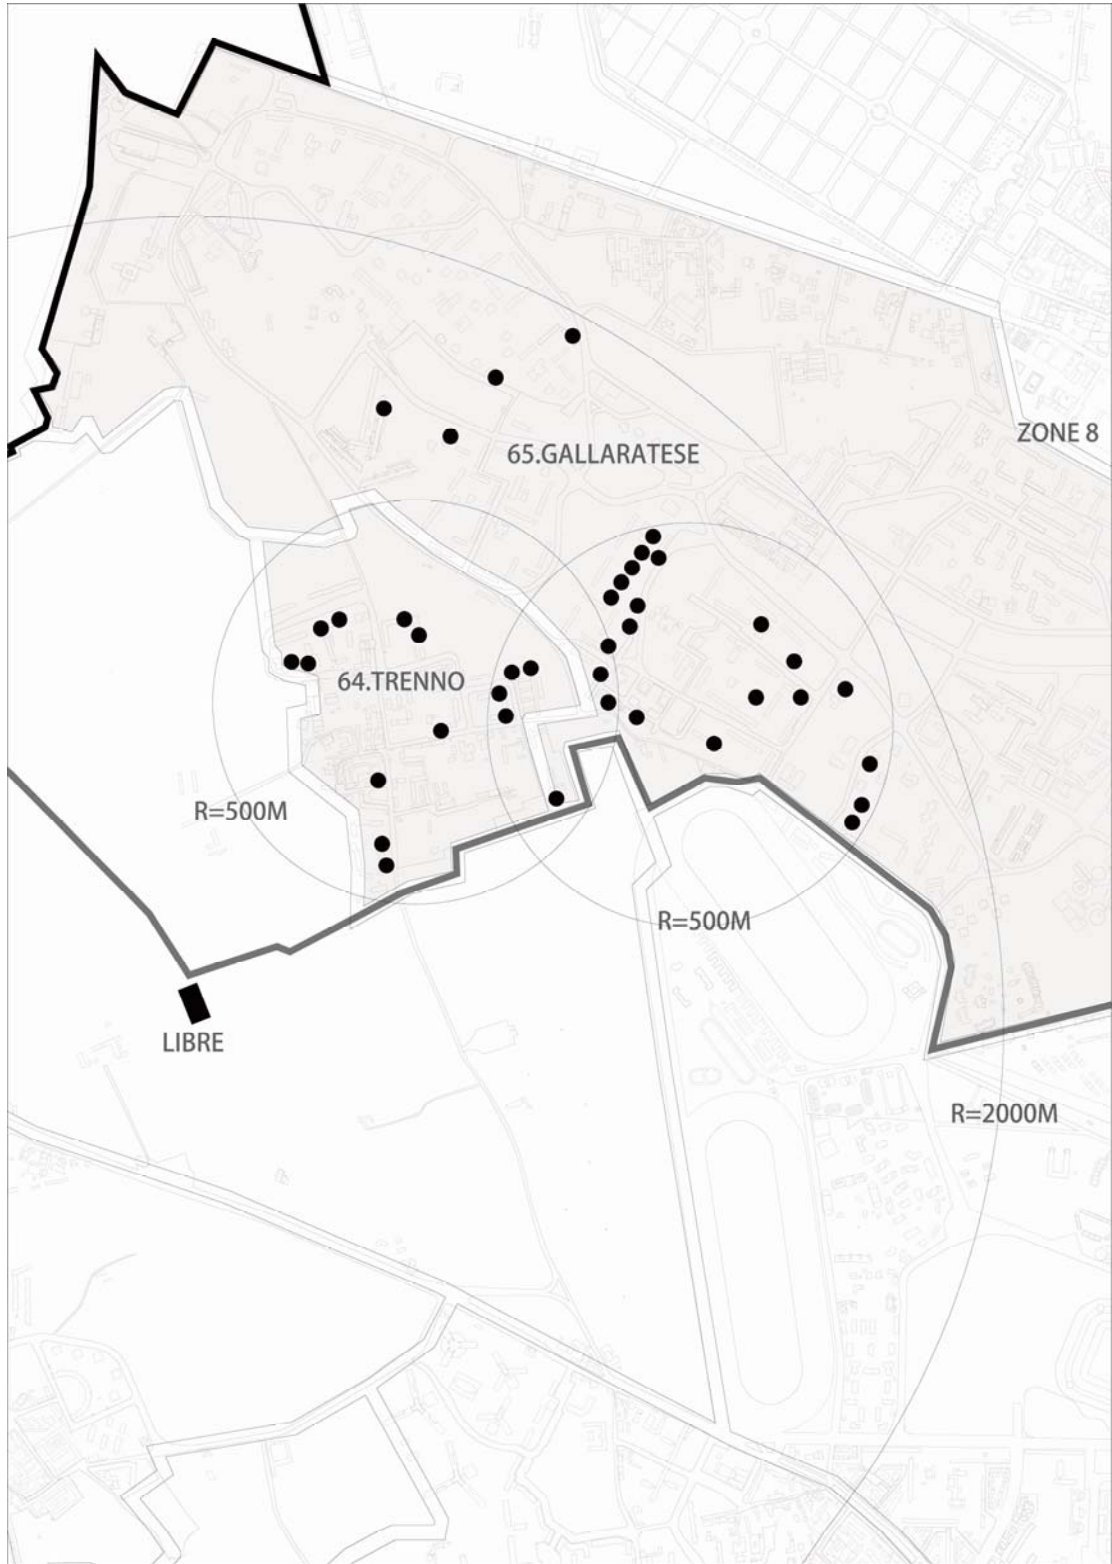 ZONE 8
65.GALLARATESE
64.TRENNO
R=500M
R=500M
LIBRE
R=2000M